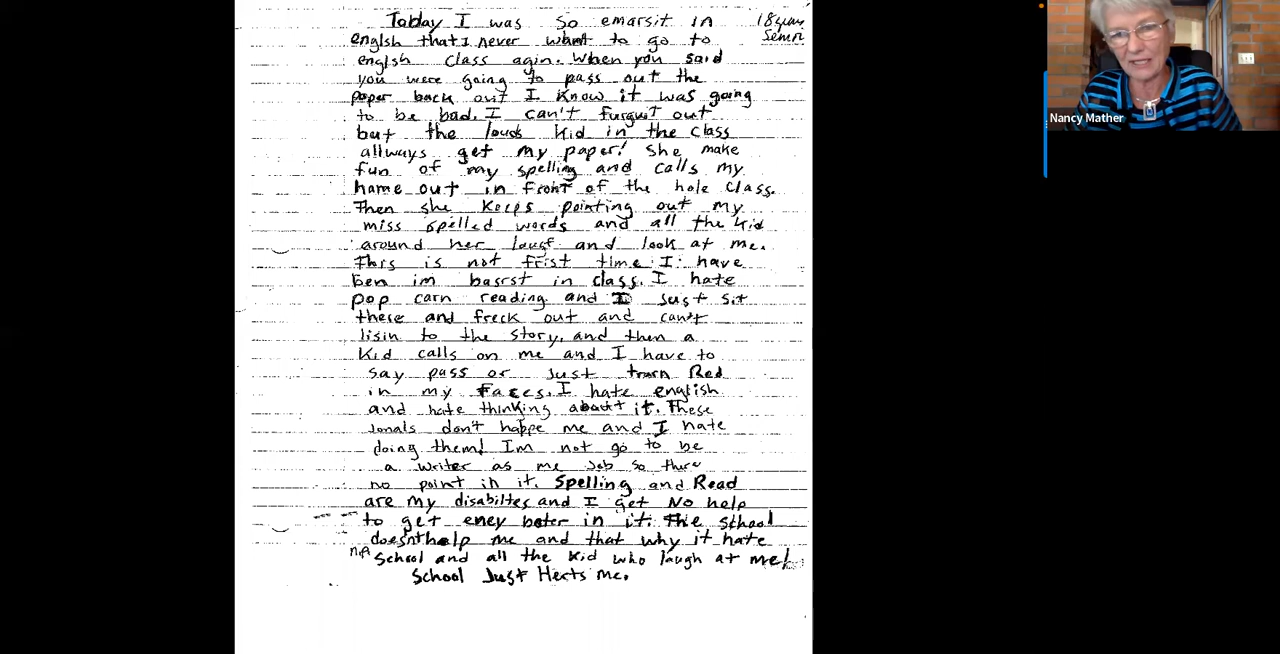 Today I was so emarsit in
englsh that I never want to go to
englsh class agin. When you said
you were going to pass out the
paper back out I know it was going
to be bad. I can't furguit out
but the louds kid in the class
allways get my paper! She make
fun of my spelling and calls my
name out in front of the hole class.
Then she keeps pointing out my
miss spelled words and all the kid
around her lougt and look at me.
This is not frist time I have
ben im basrst in class. I hate
pop carn reading and I sust sit
there and freck out and can't
lisin to the story, and then a
kid calls on me and I have to
say pass or Just trarn Red
in my faces. I hate english
and hate thinking about it. These
Jonals don't happe me and I hate
doing them! Im not go to be
a writer as me Job so there
no point in it. Spelling and Read
are my disabiltes and I get No help
to get eney beter in it. The school
doesn't help me and that why it hate
School and all the kid who laugh at me!
School Just Herts me.
18
Nancy Mather